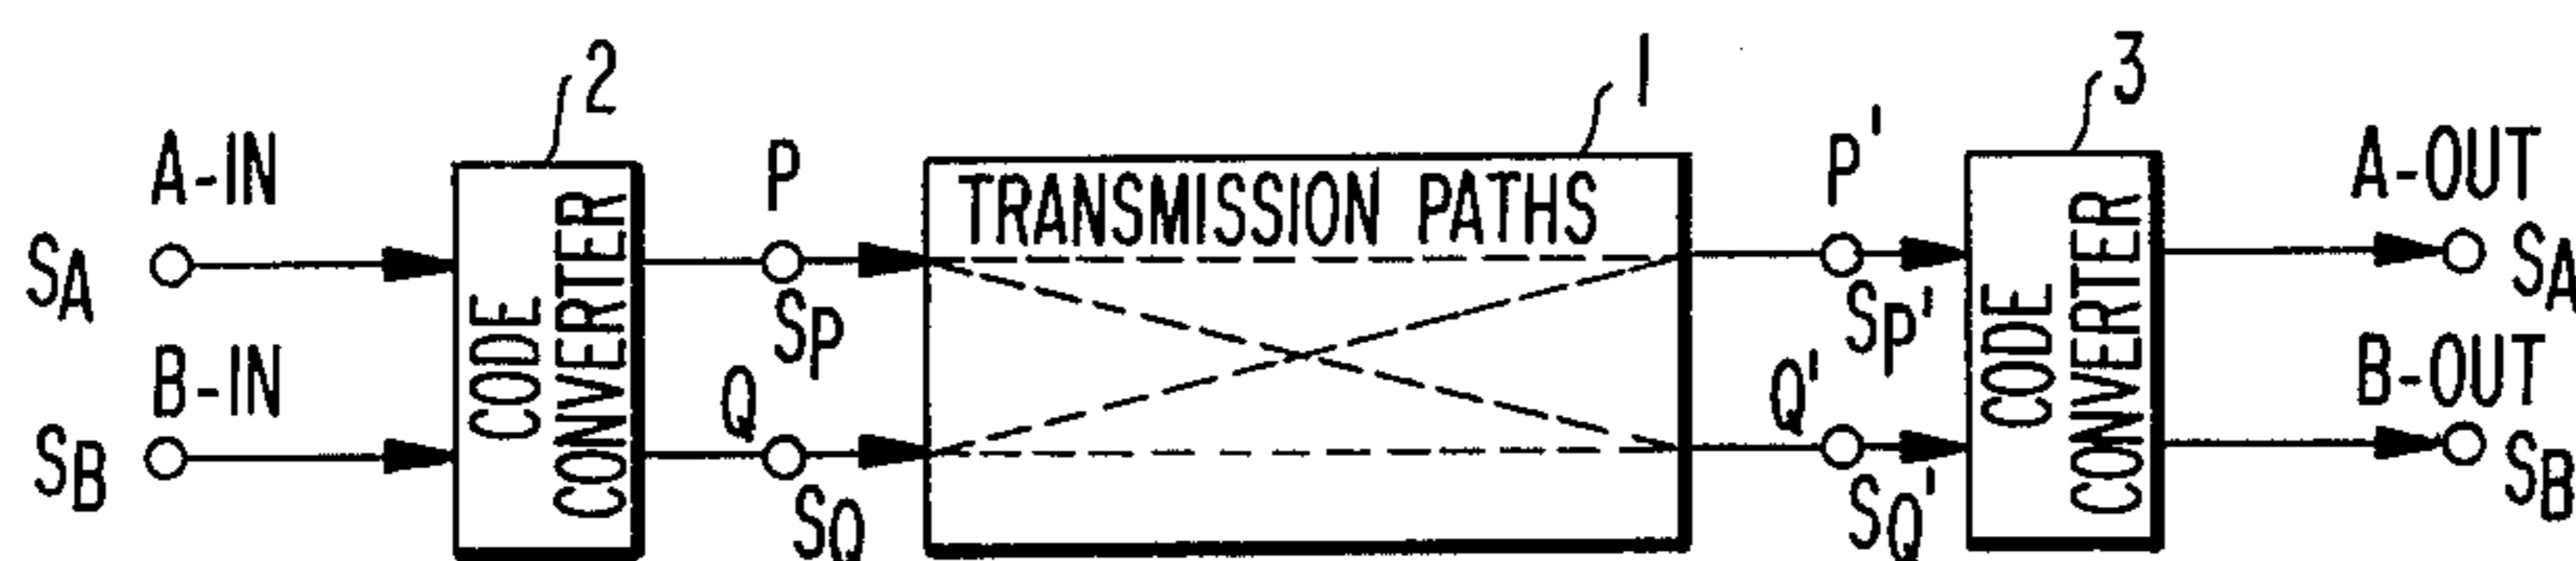 2
1
3
A-IN
P
P'
A-OUT
TRANSMISSION PATHS
SA
SP
SP'
SA
CODE
CONVERTER
CODE
CONVERTER
B-IN
Q
Q'
B-OUT
SB
SQ
SQ'
SB